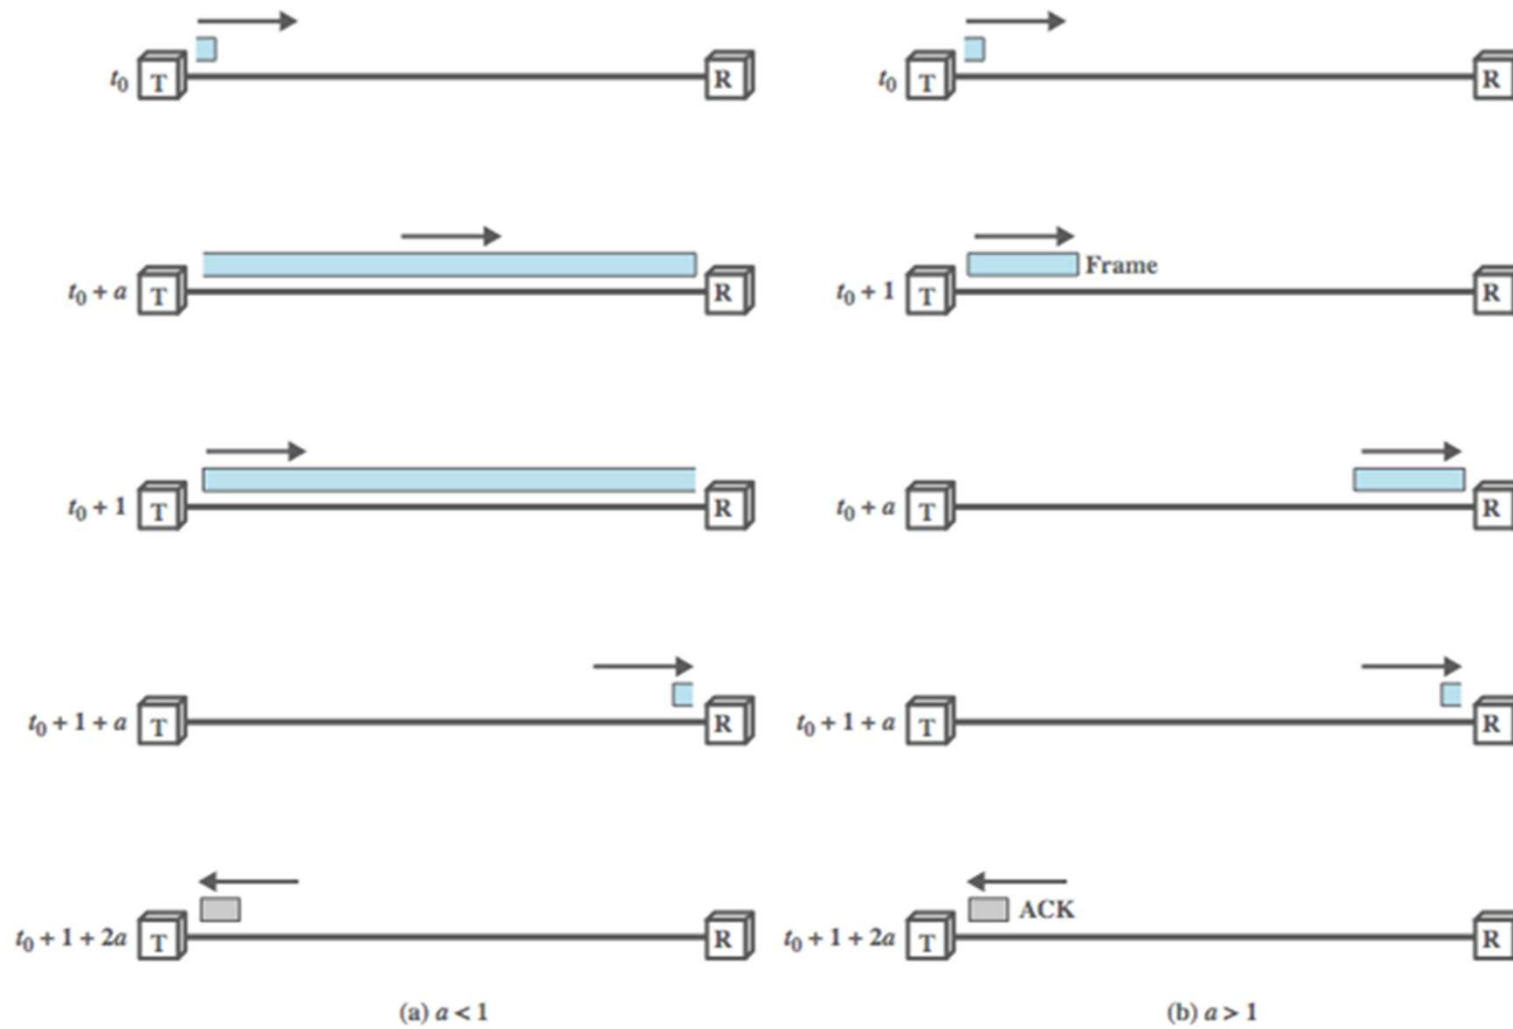 t0 T R
t0 + a T R
t0 + 1 T R
t0 + 1 + a T R
t0 + 1 + 2a T R
(a) a < 1
t0 T R
t0 + 1 T Frame R
t0 + a T R
t0 + 1 + a T R
t0 + 1 + 2a T ACK R
(b) a > 1